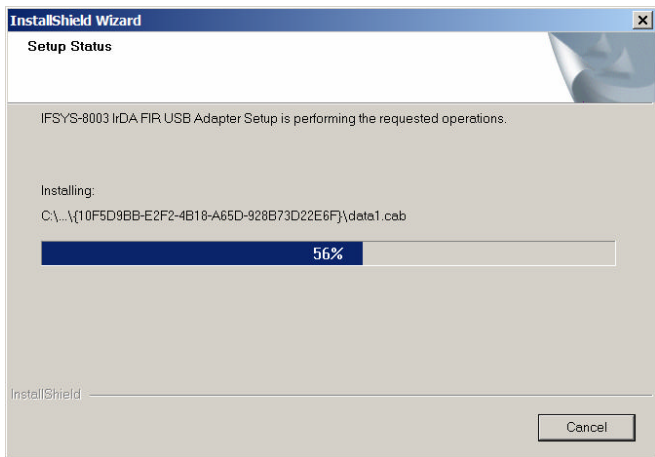 InstallShield Wizard
Setup Status
IFSYS-8003 IrDA FIR USB Adapter Setup is performing the requested operations.
Installing:
C:\...\{10F5D9BB-E2F2-4B18-A65D-928B73D22E6F}\data1.cab
56%
InstallShield
Cancel